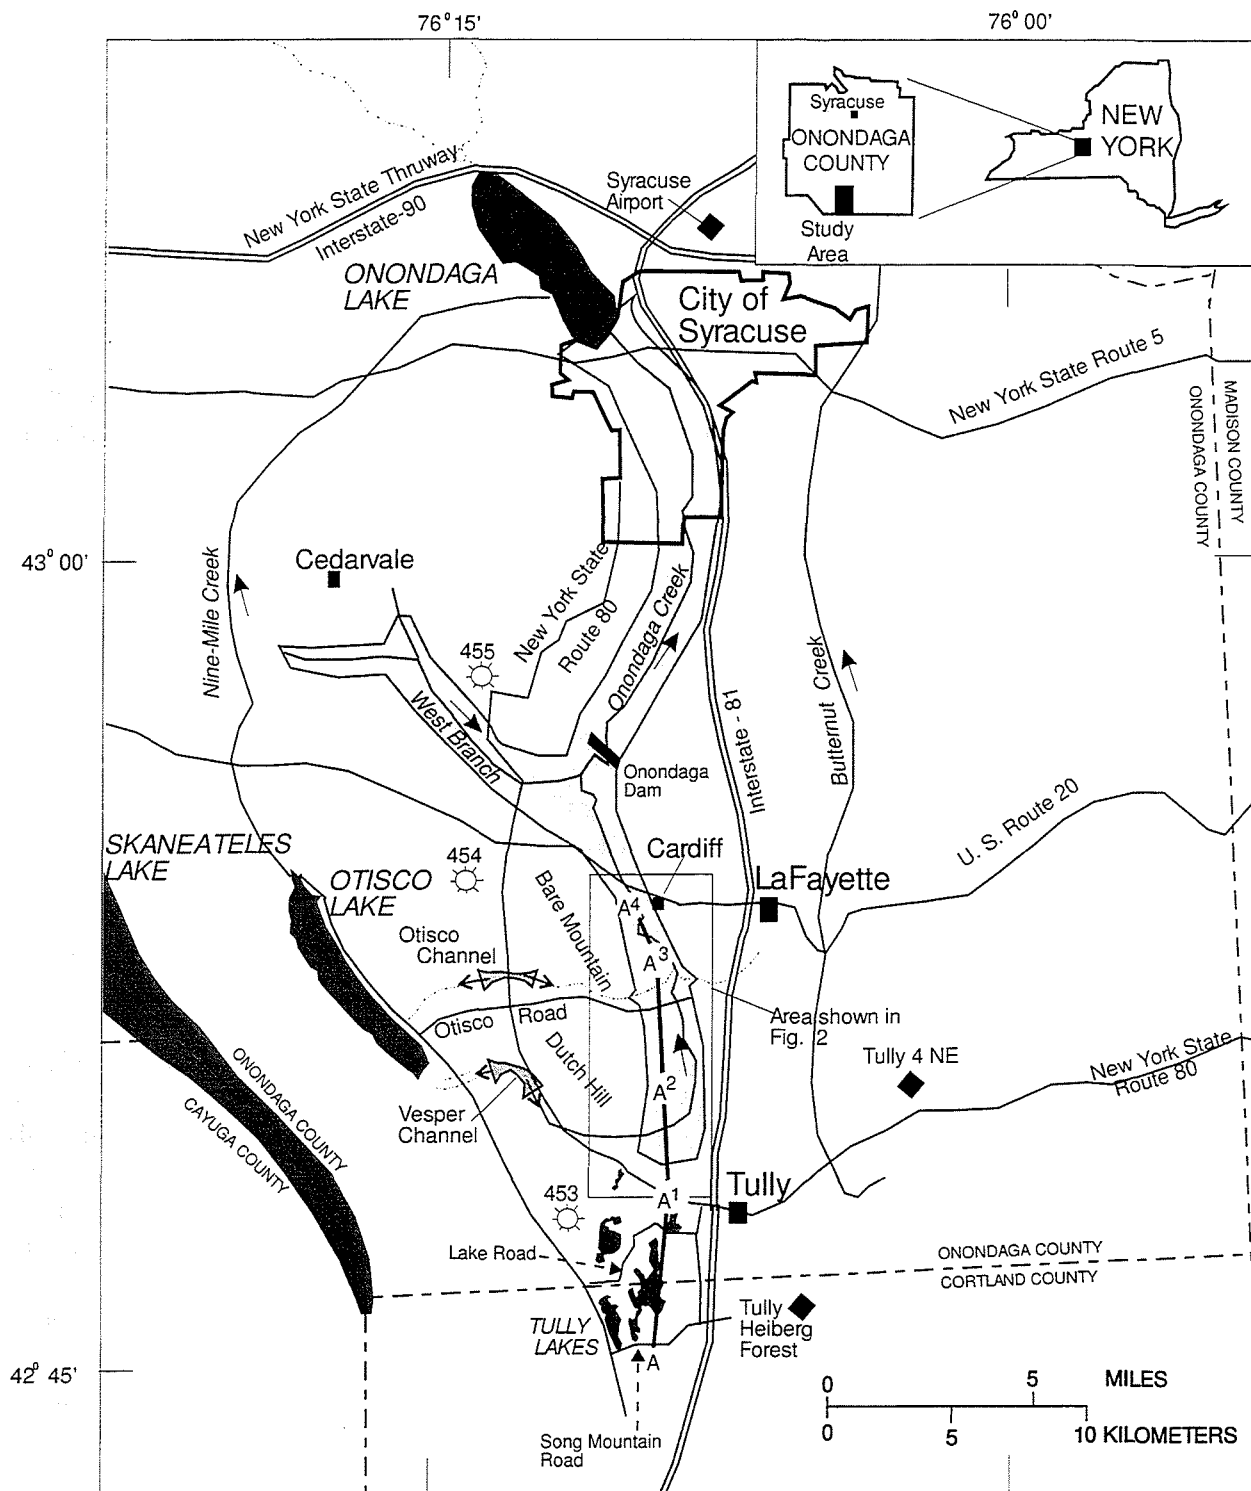 76° 15'
76° 00'
Syracuse
ONONDAGA
COUNTY
Study
Area
NEW
YORK
New York State Thruway
Interstate-90
Syracuse
Airport
ONONDAGA
LAKE
City of
Syracuse
New York State Route 5
MADISON COUNTY
ONONDAGA COUNTY
43° 00'
Cedarvale
Nine-Mile Creek
New York State
Route 80
Onondaga Creek
455
West Branch
Butternut Creek
Interstate - 81
Onondaga
Dam
U. S. Route 20
SKANEATELES
LAKE
454
OTISCO
LAKE
Cardiff
LaFayette
Bare Mountain
A4
Otisco
Channel
A3
Otisco Road
Area shown in
Fig. 2
Dutch Hill
Tully 4 NE
New York State
Route 80
A2
Vesper
Channel
ONONDAGA COUNTY
CAYUGA COUNTY
453
A1
Tully
Lake Road
ONONDAGA COUNTY
CORTLAND COUNTY
TULLY
LAKES
Tully
Heiberg
Forest
A
42° 45'
0
5
MILES
0
5
10 KILOMETERS
Song Mountain
Road